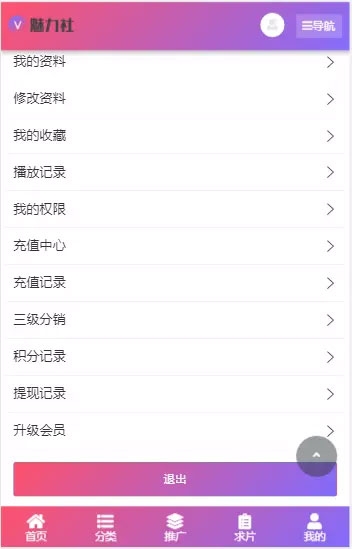 V 魅力社
导航
我的资料
修改资料
我的收藏
播放记录
我的权限
充值中心
充值记录
三级分销
积分记录
提现记录
升级会员
退出
首页 分类 推广 求片 我的